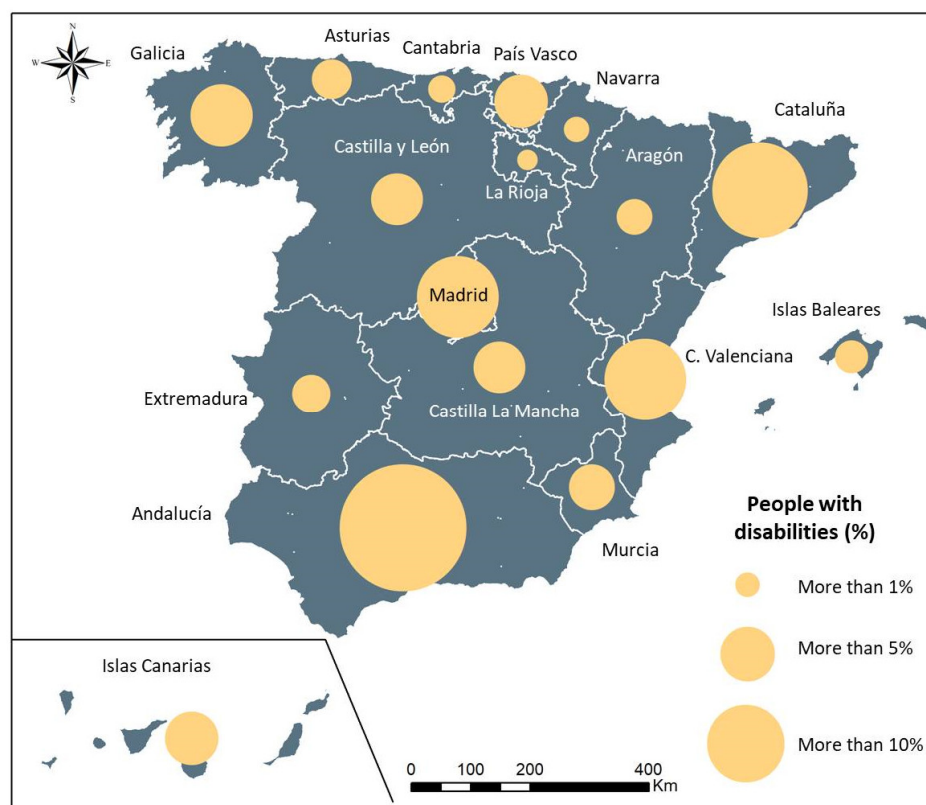 N
W
E
S
Galicia
Asturias
Cantabria
País Vasco
Navarra
Cataluña
Castilla y León
Aragón
La Rioja
Madrid
Islas Baleares
C. Valenciana
Extremadura
Castilla La Mancha
Andalucía
Murcia
People with
disabilities (%)
More than 1%
More than 5%
More than 10%
Islas Canarias
0 50 100 200 400
Km